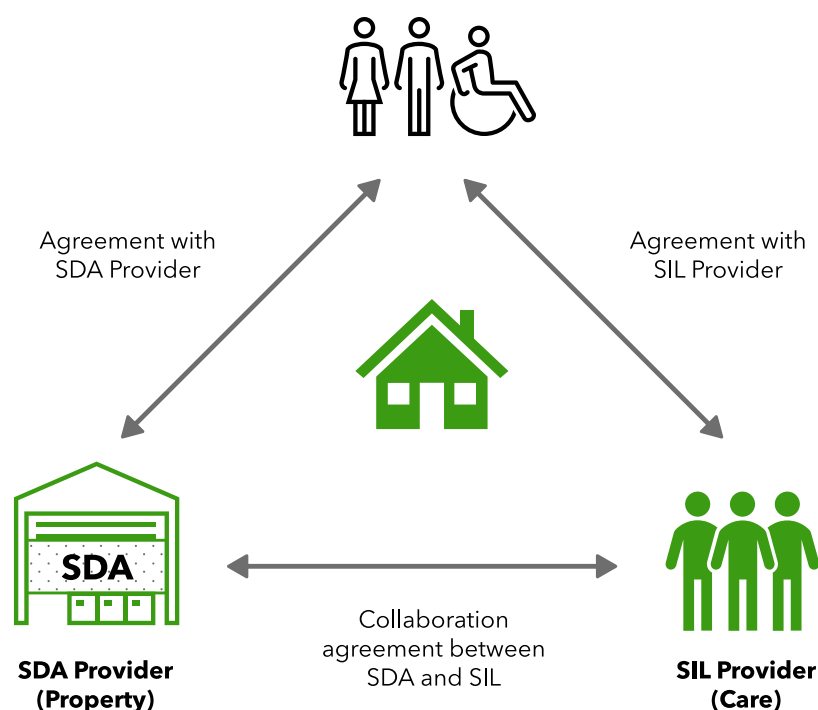 Agreement with
SDA Provider
Agreement with
SIL Provider
SDA
Collaboration
agreement between
SDA and SIL
SDA Provider
(Property)
SIL Provider
(Care)